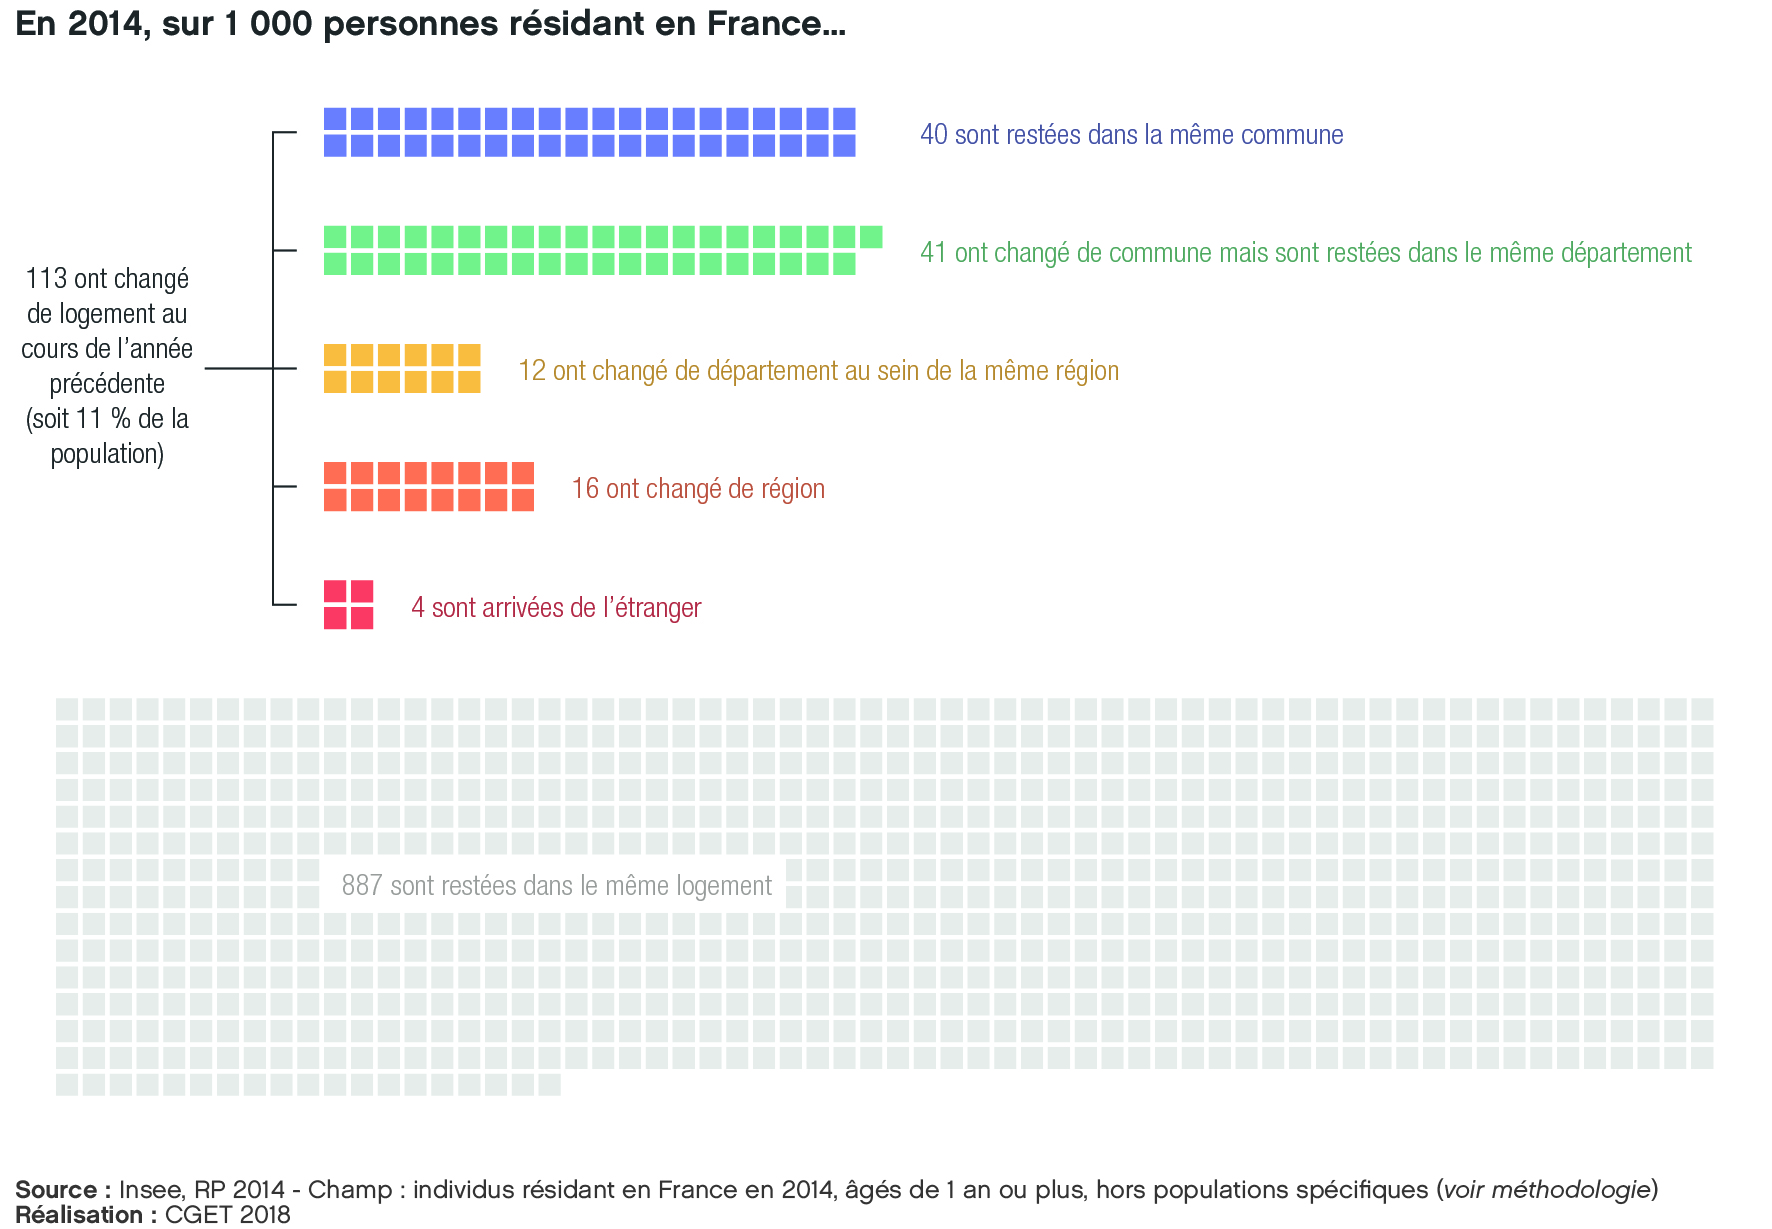 En 2014, sur 1 000 personnes résidant en France...
40 sont restées dans la même commune
41 ont changé de commune mais sont restées dans le même département
113 ont changé
de logement au
cours de l’année
précédente
(soit 11 % de la
population)
12 ont changé de département au sein de la même région
16 ont changé de région
4 sont arrivées de l’étranger
887 sont restées dans le même logement
Source : Insee, RP 2014 - Champ : individus résidant en France en 2014, âgés de 1 an ou plus, hors populations spécifiques (voir méthodologie)
Réalisation : CGET 2018